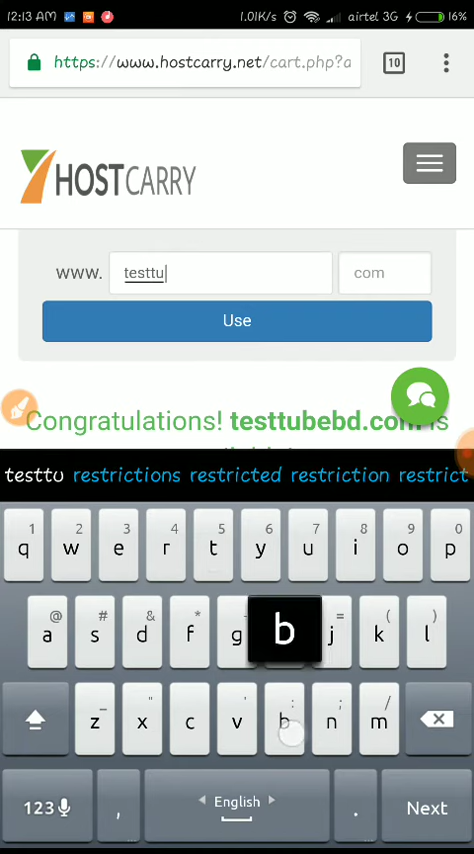 12:13 AM 1.01K/s airtel 3G 16%
https://www.hostcarry.net/cart.php?a 10
HOSTCARRY
www. testtu com
Use
Congratulations! testtubebd.com is
testtu restrictions restricted restriction restrict
1 2 3 4 5 6 7 8 9 0
q w e r t y u i o p
@ # & * - = ( )
a s d f g b j k l
_ " ' : ; /
z x c v b n m
123 , English . Next